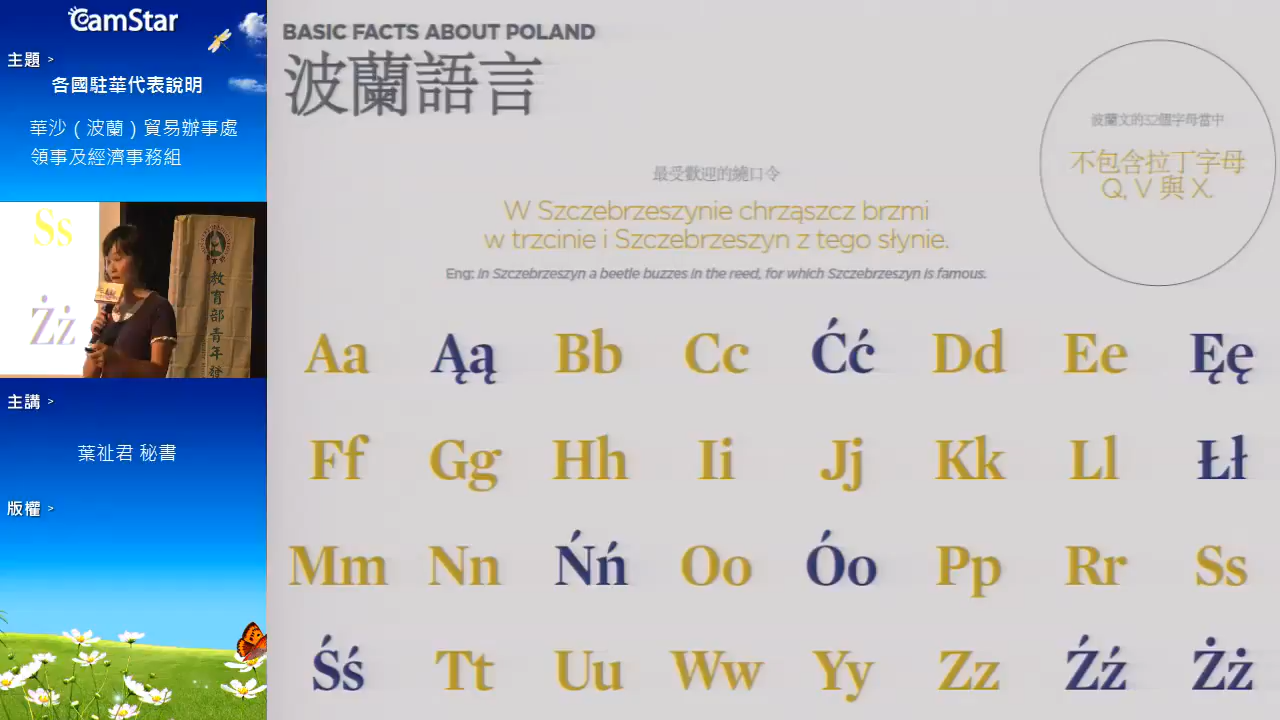 CamStar
主題 >
各國駐華代表說明
華沙（波蘭）貿易辦事處
領事及經濟事務組
Ss
Żż
教育部青年發
主講 >
葉祉君 秘書
版權 >
BASIC FACTS ABOUT POLAND
波蘭語言
波蘭文的32個字母當中
不包含拉丁字母
Q, V 與 X.
最受歡迎的繞口令
W Szczebrzeszynie chrząszcz brzmi
w trzcinie i Szczebrzeszyn z tego słynie.
Eng: In Szczebrzeszyn a beetle buzzes in the reed, for which Szczebrzeszyn is famous.
Aa Ąą Bb Cc Ćć Dd Ee Ęę
Ff Gg Hh Ii Jj Kk Ll Łł
Mm Nn Ńń Oo Óo Pp Rr Ss
Śś Tt Uu Ww Yy Zz Źź Żż